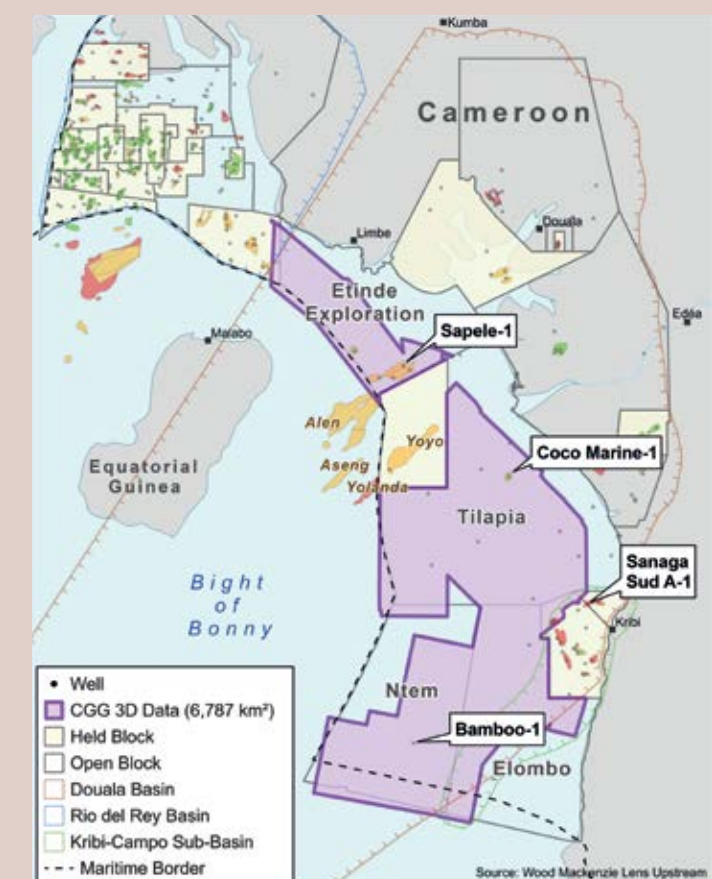 Kumba
Cameroon
Limbe
Douala
Etinde
Exploration
Edéa
Sapele-1
Malabo
Alen
Yoyo
Coco Marine-1
Equatorial
Guinea
Aseng
Yolanda
Tilapia
Sanaga
Sud A-1
Bight
of
Bonny
Kribi
Ntem
Bamboo-1
Elombo
Well
CGG 3D Data (6,787 km²)
Held Block
Open Block
Douala Basin
Rio del Rey Basin
Kribi-Campo Sub-Basin
Maritime Border
Source: Wood Mackenzie Lens Upstream